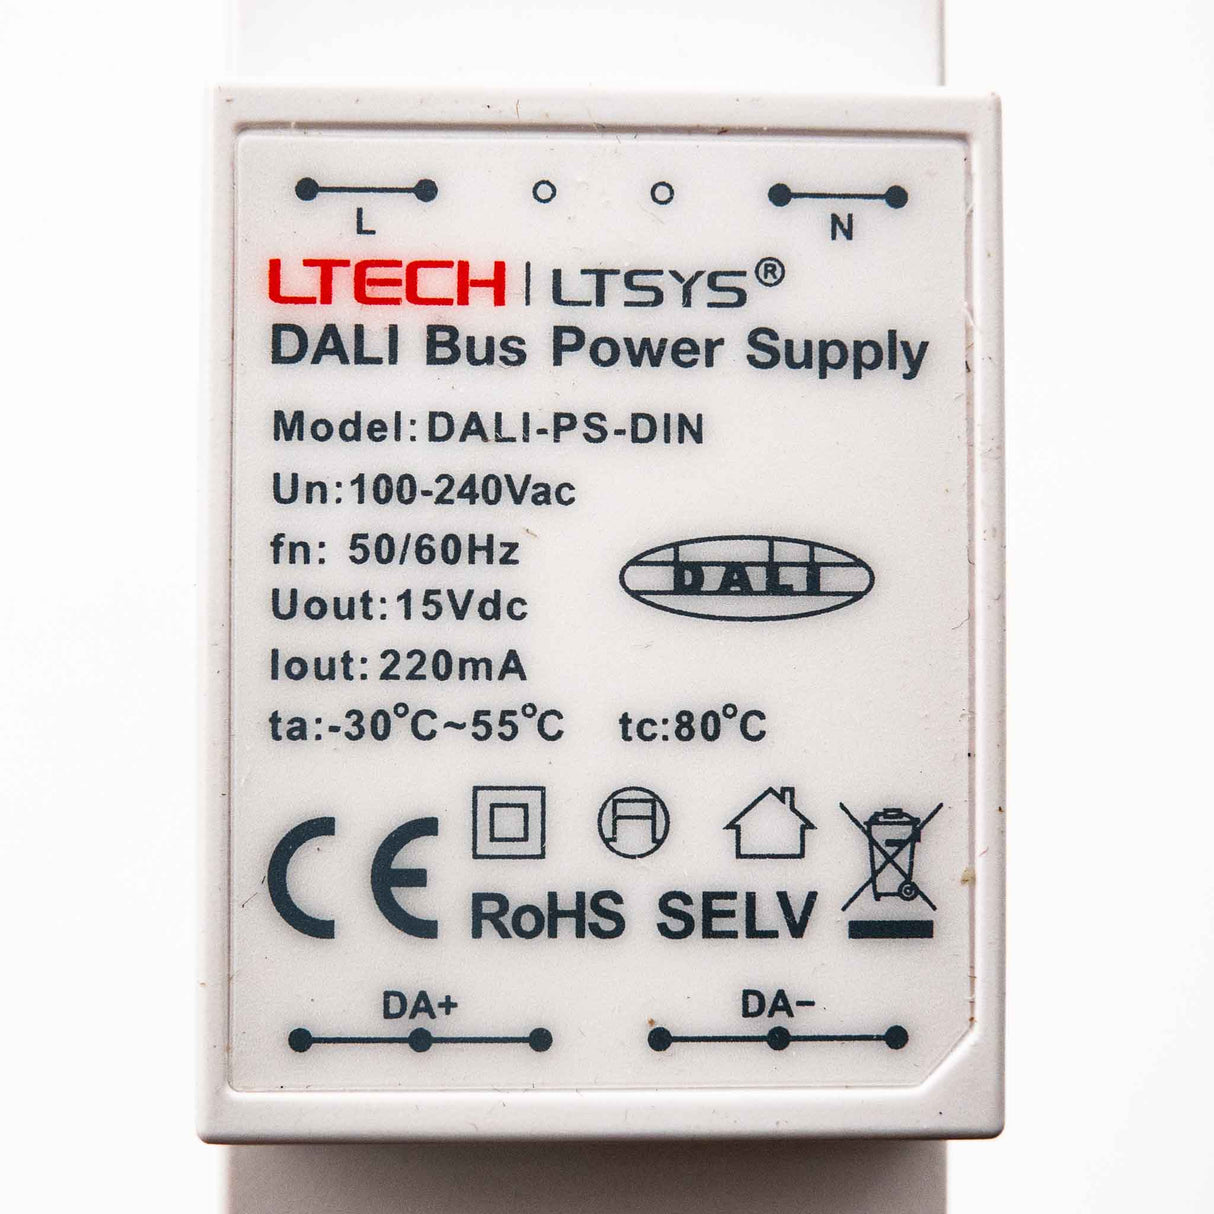 L N
LTECH | LTSYS®
DALI Bus Power Supply
Model:DALI-PS-DIN
Un:100-240Vac
fn: 50/60Hz
DALI
Uout:15Vdc
Iout:220mA
ta:-30°C~55°C tc:80°C
CE RoHS SELV
DA+ DA-